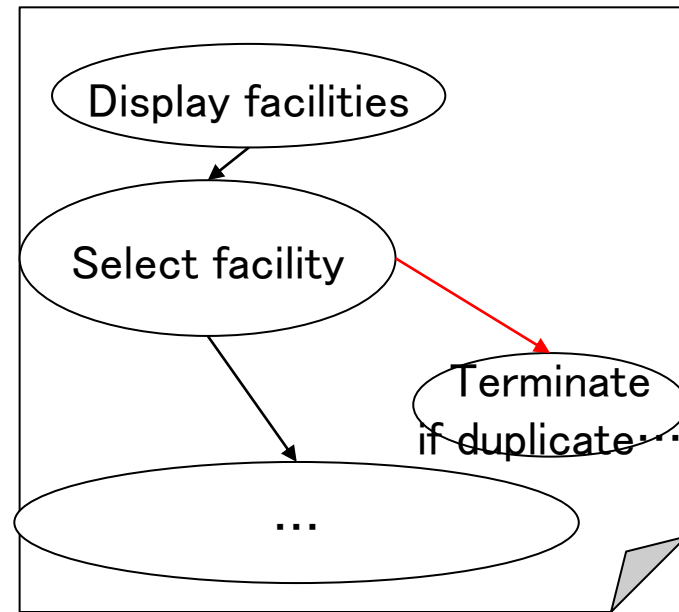 Display facilities
Select facility
Terminate
if duplicate…
…